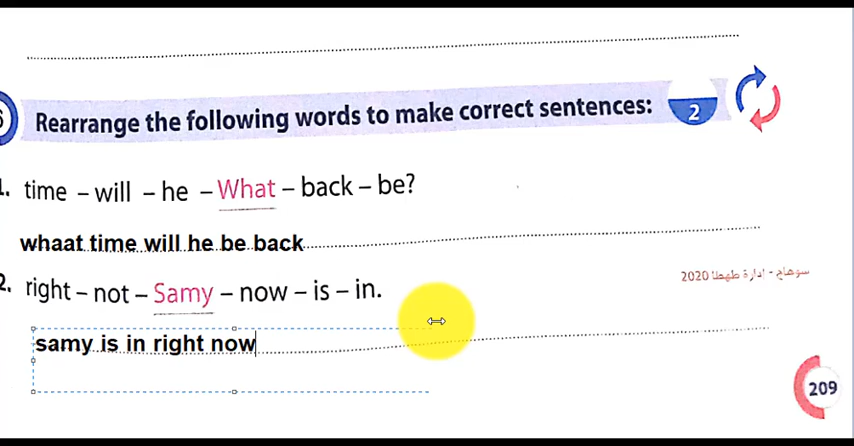 Rearrange the following words to make correct sentences:
2
1. time – will – he – What – back – be?
whaat time will he be back
2. right – not – Samy – now – is – in.
سوهاج - ادارة طهطا 2020
samy is in right now
209